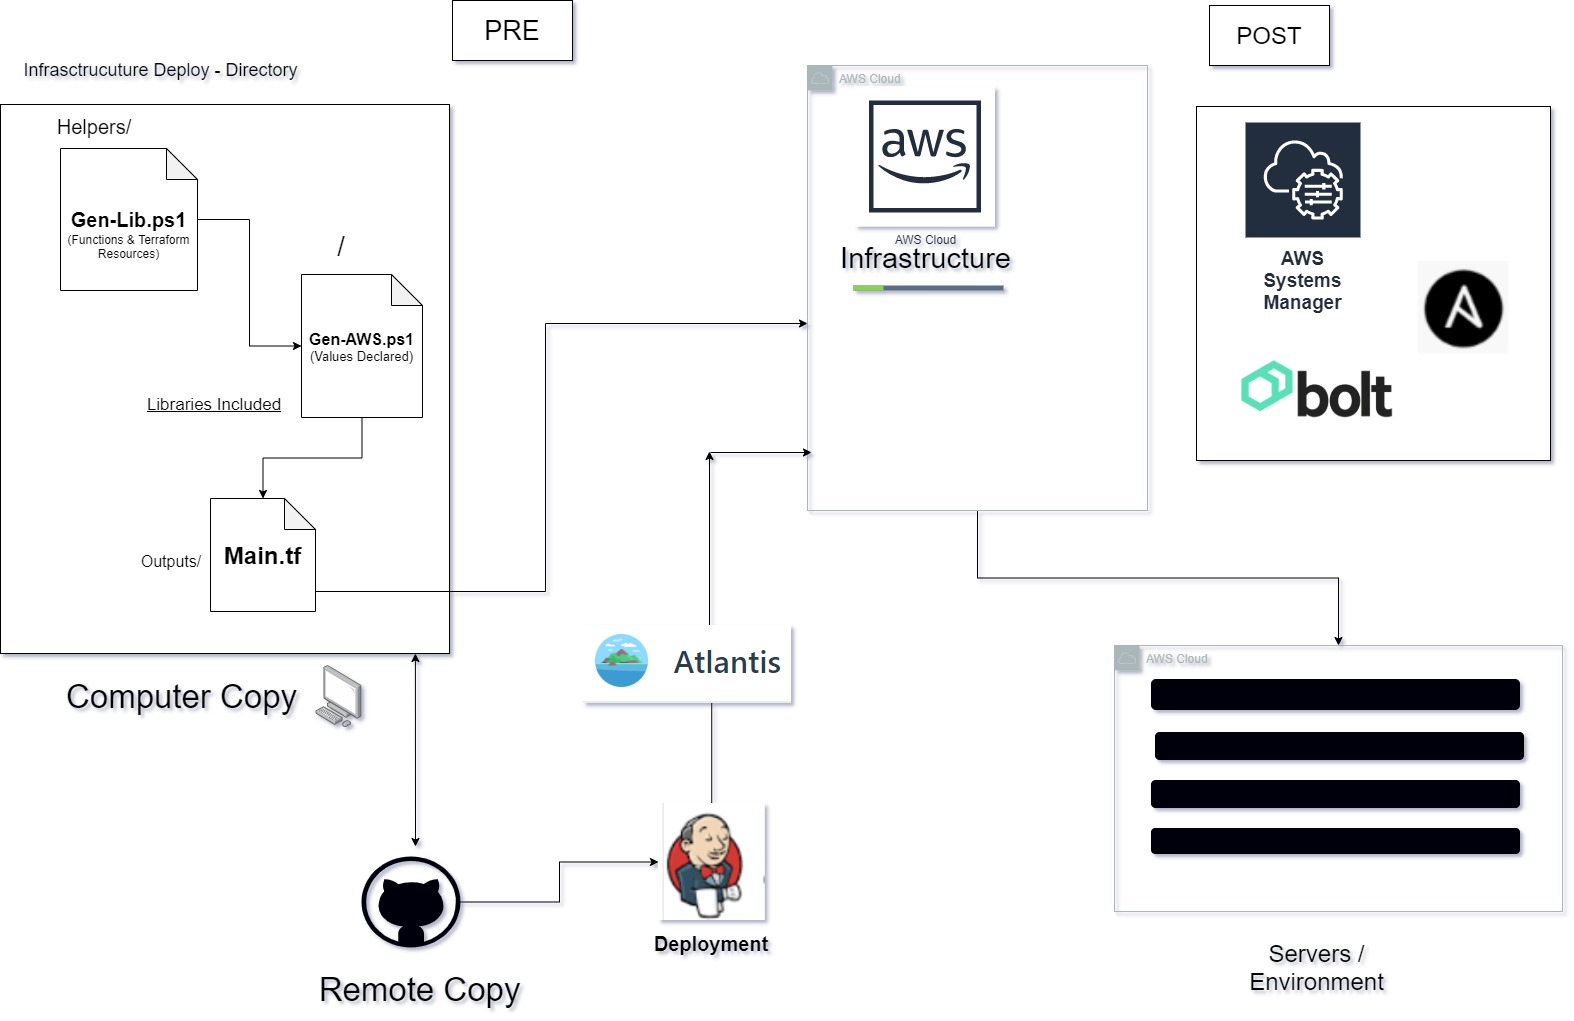 PRE
POST
Infrasctrucuture Deploy - Directory
Helpers/
Gen-Lib.ps1
(Functions & Terraform
Resources)
/
Gen-AWS.ps1
(Values Declared)
Libraries Included
Outputs/
Main.tf
Computer Copy
Remote Copy
Deployment
Atlantis
AWS Cloud
aws
AWS Cloud
Infrastructure
AWS
Systems
Manager
bolt
AWS Cloud
Servers /
Environment